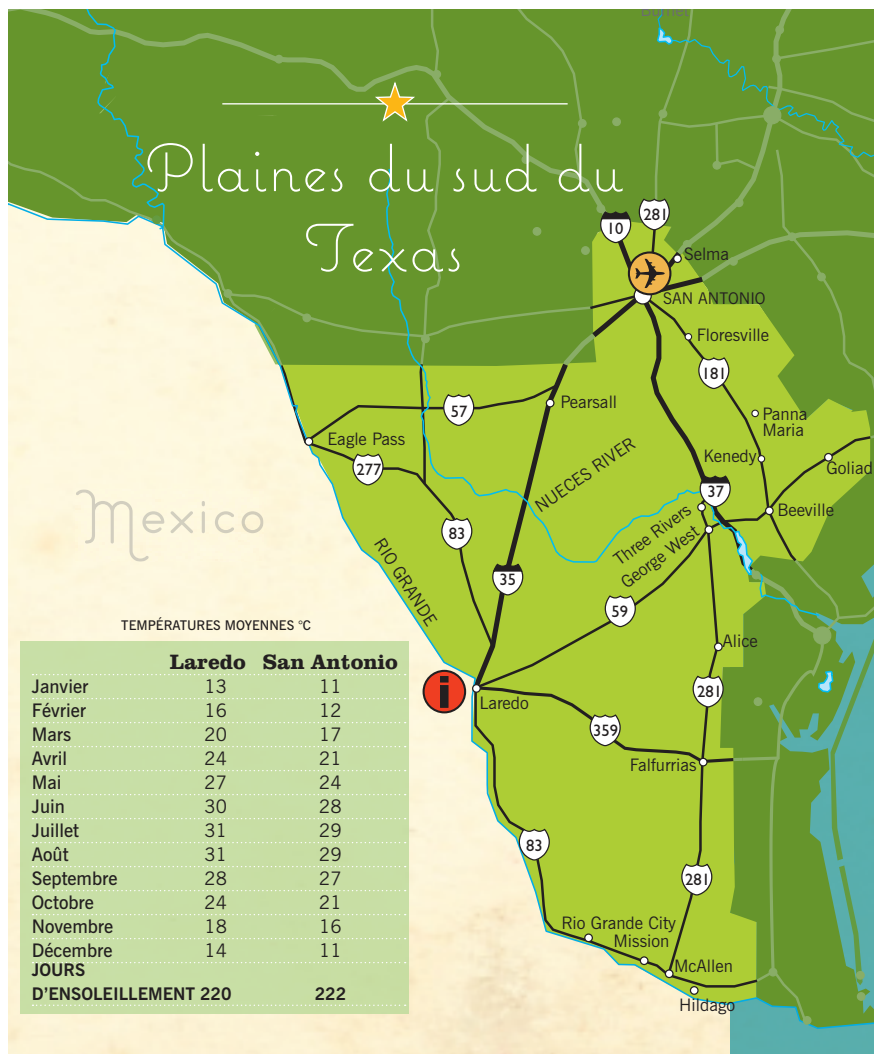 Burnet
Plaines du sud du
Texas
10
281
Selma
SAN ANTONIO
Floresville
181
57
Pearsall
Panna
Maria
Eagle Pass
277
Kenedy
Goliad
NUECES RIVER
37
Mexico
Beeville
83
Three Rivers
George West
RIO GRANDE
35
59
Alice
Laredo
281
359
Falfurrias
83
281
Rio Grande City
Mission
McAllen
Hildago
TEMPÉRATURES MOYENNES °C
Laredo San Antonio
Janvier 13 11
Février 16 12
Mars 20 17
Avril 24 21
Mai 27 24
Juin 30 28
Juillet 31 29
Août 31 29
Septembre 28 27
Octobre 24 21
Novembre 18 16
Décembre 14 11
JOURS
D'ENSOLEILLEMENT 220 222